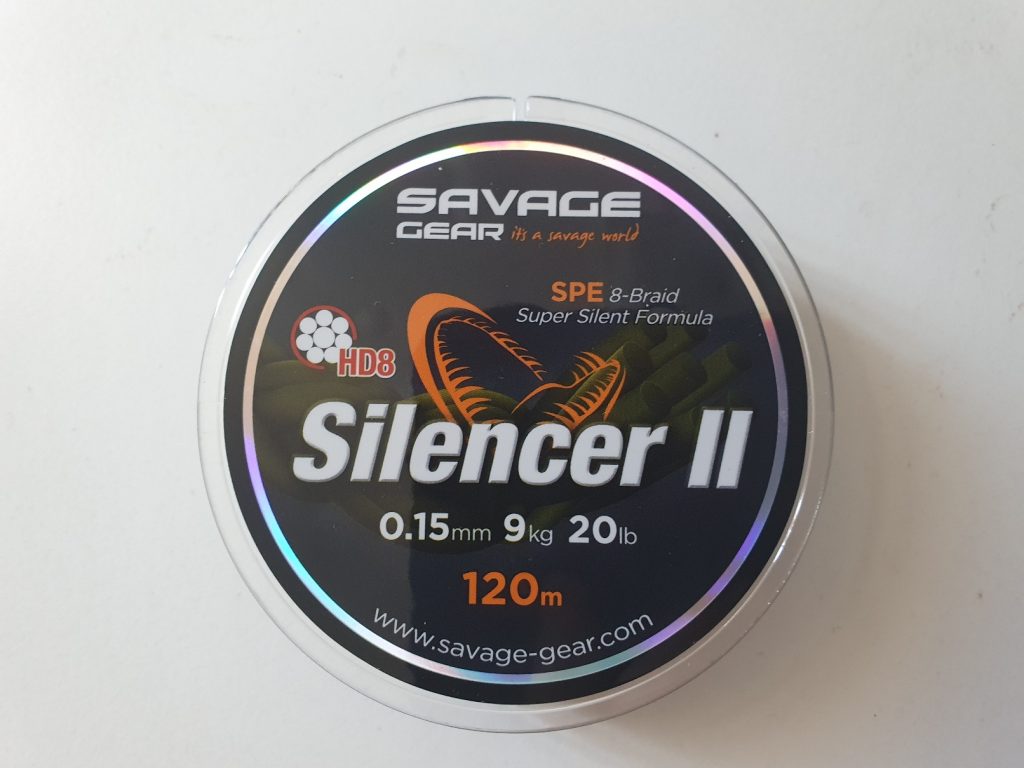 SAVAGE
GEAR it's a savage world
SPE 8-Braid
Super Silent Formula
HD8
Silencer II
0.15mm 9kg 20lb
120m
www.savage-gear.com